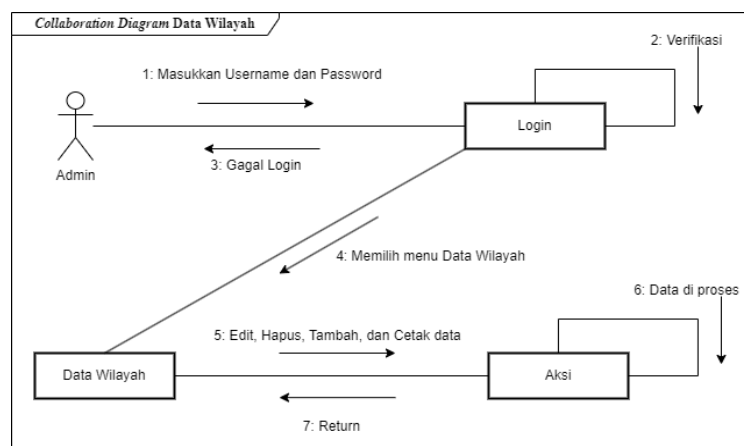 Collaboration Diagram Data Wilayah
2: Verifikasi
1: Masukkan Username dan Password
Login
3: Gagal Login
Admin
4: Memilih menu Data Wilayah
6: Data di proses
5: Edit, Hapus, Tambah, dan Cetak data
Data Wilayah
Aksi
7: Return